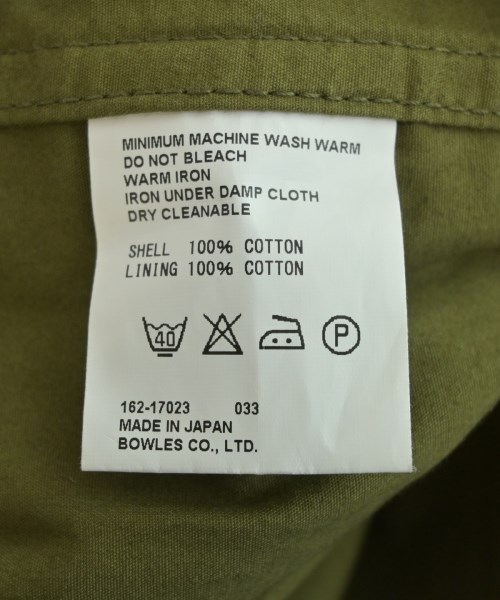 MINIMUM MACHINE WASH WARM
DO NOT BLEACH
WARM IRON
IRON UNDER DAMP CLOTH
DRY CLEANABLE
SHELL 100% COTTON
LINING 100% COTTON
40 P
162-17023 033
MADE IN JAPAN
BOWLES CO., LTD.